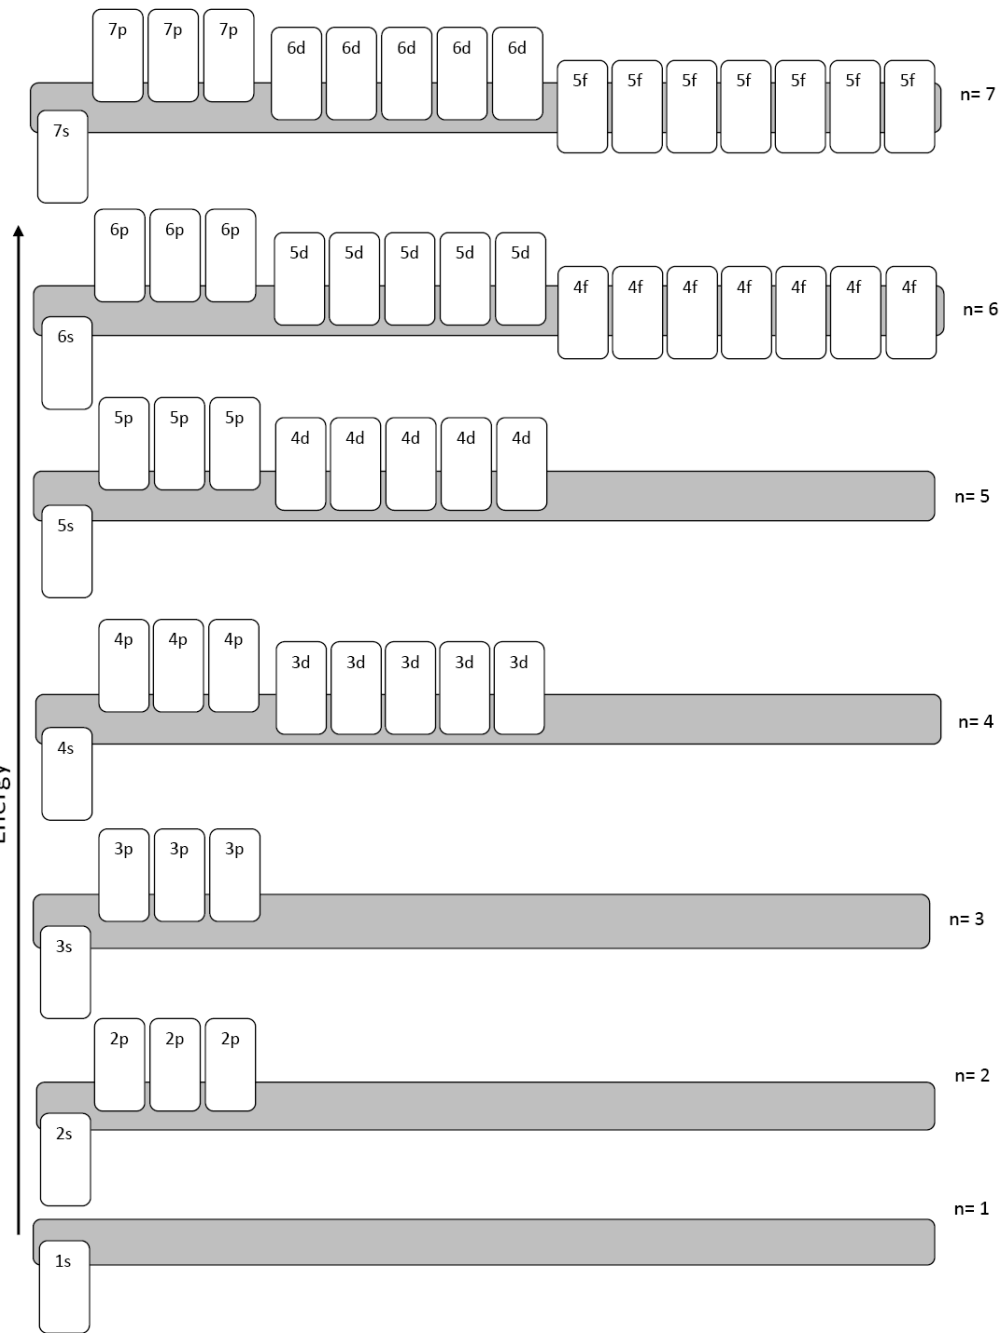 7p 7p 7p
6d 6d 6d 6d 6d
5f 5f 5f 5f 5f 5f 5f
n= 7
7s
6p 6p 6p
5d 5d 5d 5d 5d
4f 4f 4f 4f 4f 4f 4f
n= 6
6s
5p 5p 5p
4d 4d 4d 4d 4d
n= 5
5s
4p 4p 4p
3d 3d 3d 3d 3d
n= 4
4s
Energy
3p 3p 3p
n= 3
3s
2p 2p 2p
n= 2
2s
n= 1
1s